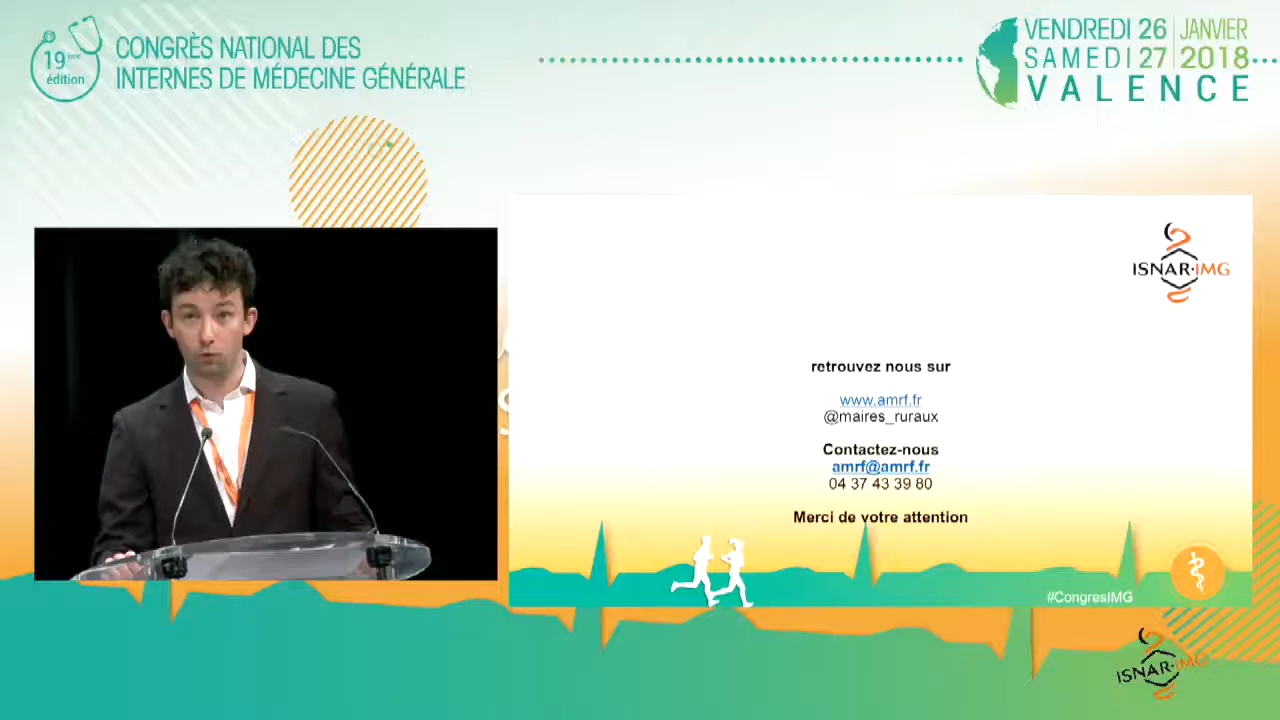 19ème
édition
CONGRÈS NATIONAL DES
INTERNES DE MÉDECINE GÉNÉRALE
VENDREDI 26 JANVIER
SAMEDI 27 2018
VALENCE
ISNAR-IMG
retrouvez nous sur
www.amrf.fr
@maires_ruraux
Contactez-nous
amrf@amrf.fr
04 37 43 39 80
Merci de votre attention
#CongresIMG
ISNAR-IMG